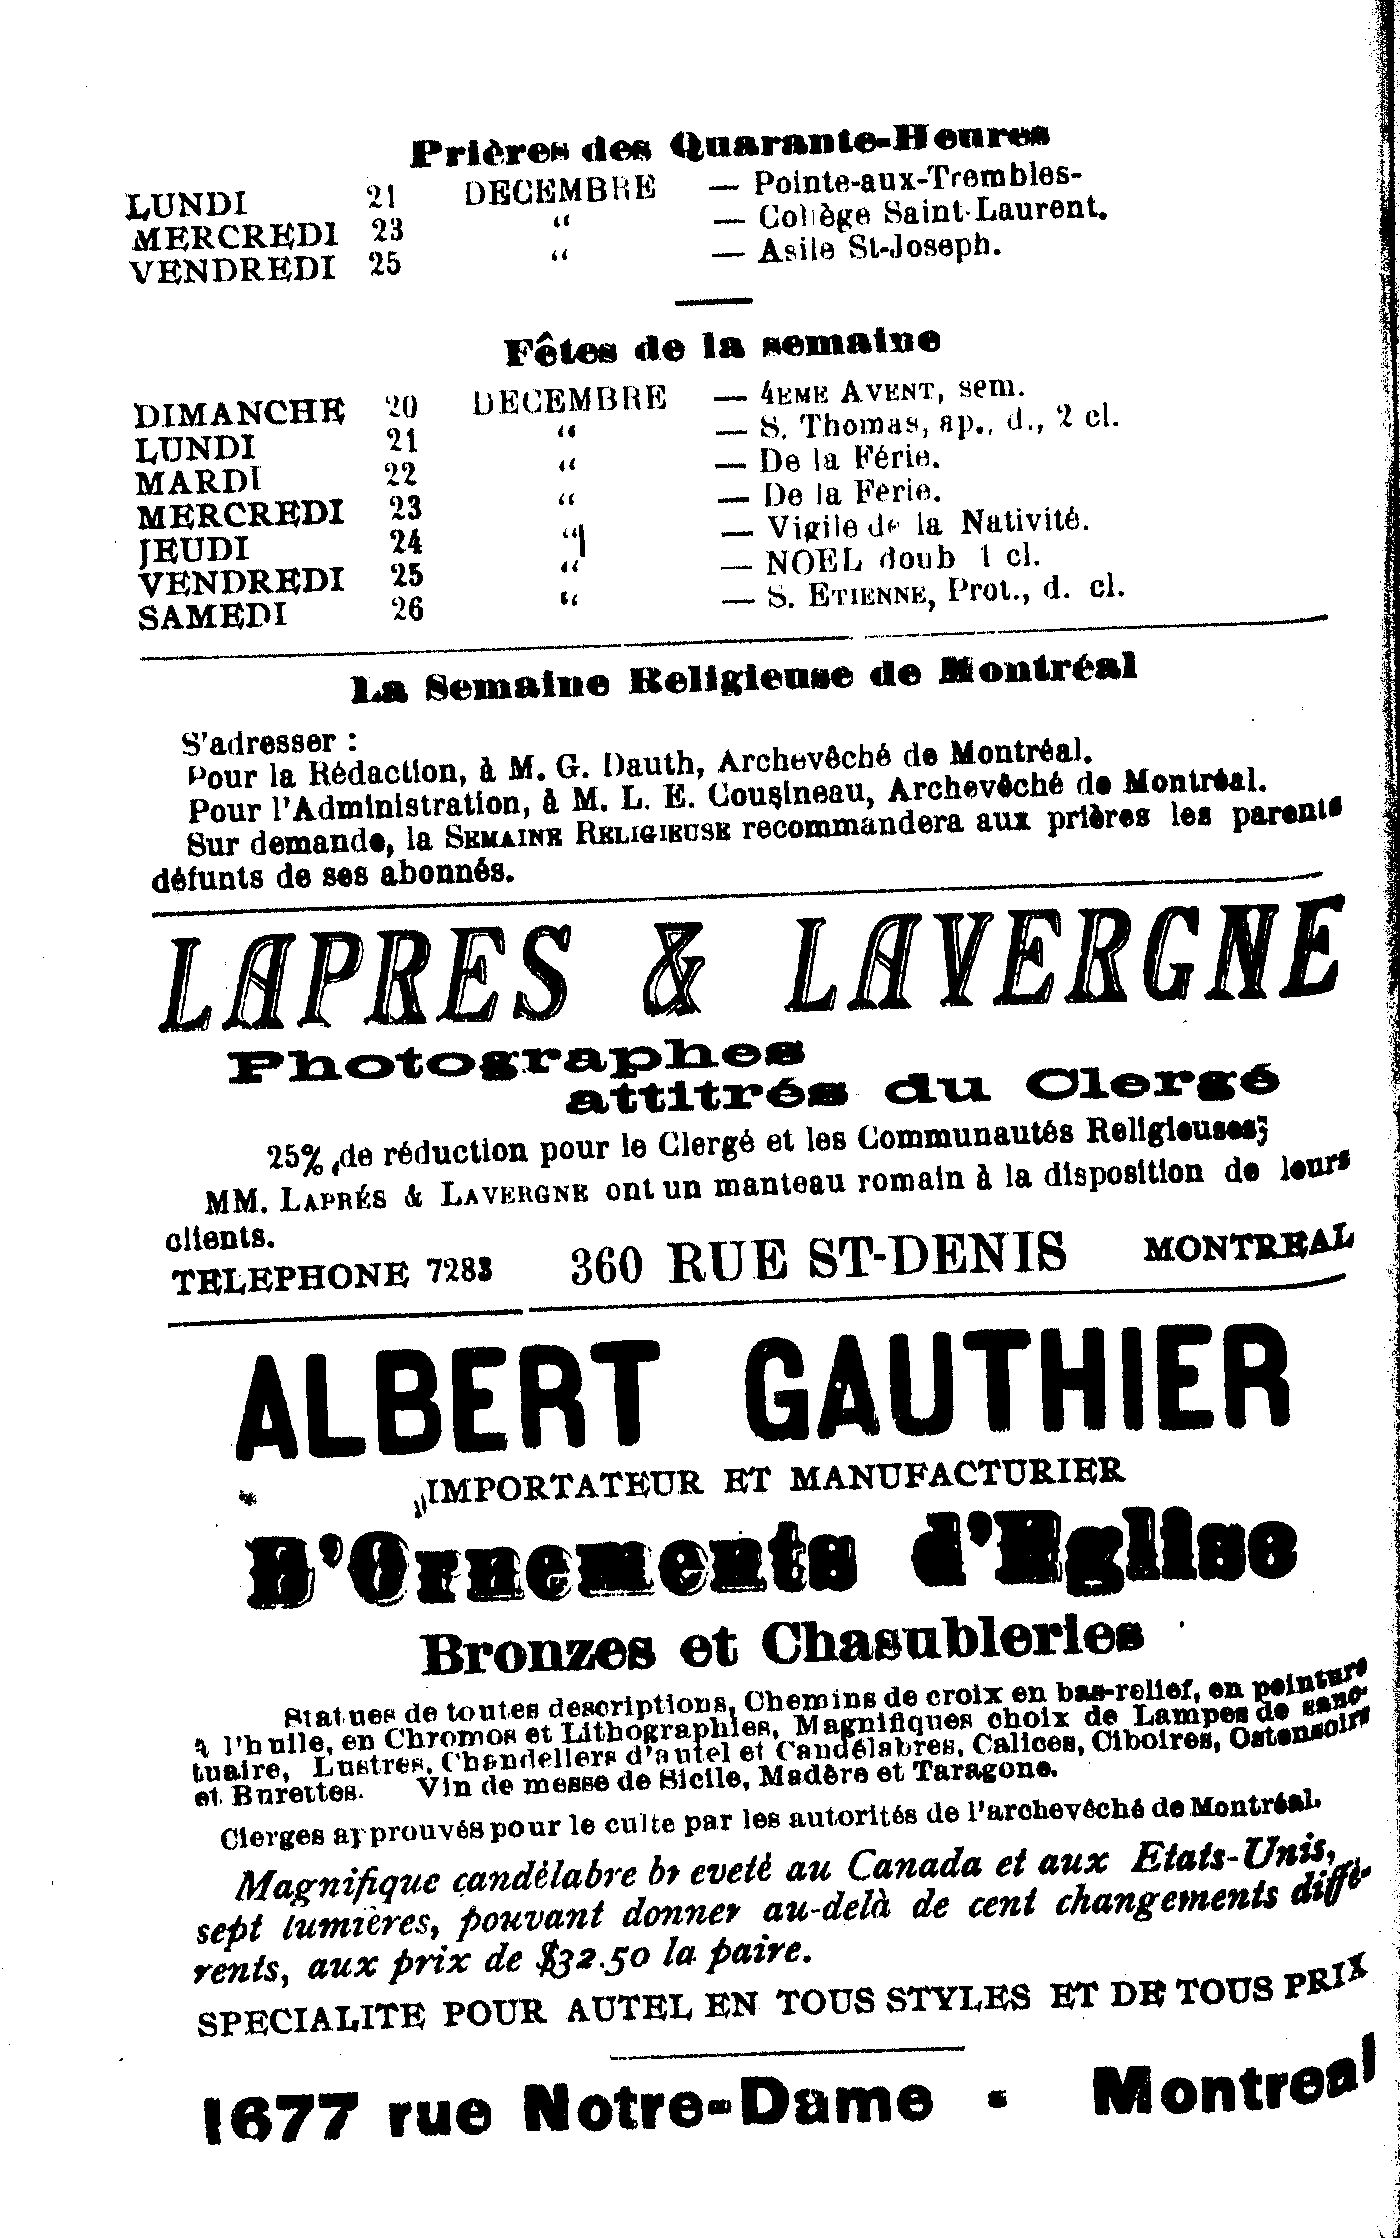 Prières des Quarante-Heures
LUNDI 21 DECEMBRE — Pointe-aux-Trembles-
MERCREDI 23 “ — Collège Saint-Laurent.
VENDREDI 25 “ — Asile St-Joseph.
Fêtes de la semaine
DIMANCHE 20 DECEMBRE — 4EME AVENT, sem.
LUNDI 21 “ — S. Thomas, ap., d., 2 cl.
MARDI 22 “ — De la Férie.
MERCREDI 23 “ — De la Ferie.
JEUDI 24 “ — Vigile de la Nativité.
VENDREDI 25 “ — NOEL doub 1 cl.
SAMEDI 26 “ — S. ETIENNE, Prot., d. cl.
La Semaine Religieuse de Montréal
S'adresser :
Pour la Rédaction, à M. G. Dauth, Archevêché de Montréal.
Pour l'Administration, à M. L. E. Cousineau, Archevêché de Montréal.
Sur demande, la SEMAINE RELIGIEUSE recommandera aux prières les parents
défunts de ses abonnés.
LAPRES & LAVERGNE
Photographes
attitrés du Clergé
25% de réduction pour le Clergé et les Communautés Religieuses;
MM. LAPRÉS & LAVERGNE ont un manteau romain à la disposition de leurs
clients.
TELEPHONE 7283 360 RUE ST-DENIS MONTREAL
ALBERT GAUTHIER
IMPORTATEUR ET MANUFACTURIER
D'Ornements d'Eglise
Bronzes et Chasubleries
Statues de toutes descriptions, Chemins de croix en bas-relief, en peinture
à l'huile, en Chromos et Lithographies, Magnifiques choix de Lampes de sanc-
tuaire, Lustres, Chandeliers d'autel et Candélabres, Calices, Ciboires, Ostensoirs
et Burettes. Vin de messe de Sicile, Madère et Taragone.
Cierges approuvés pour le culte par les autorités de l'archevêché de Montréal.
Magnifique candélabre breveté au Canada et aux Etats-Unis,
sept lumières, pouvant donner au-delà de cent changements diffé-
rents, aux prix de $32.50 la paire.
SPECIALITE POUR AUTEL EN TOUS STYLES ET DE TOUS PRIX
1677 rue Notre-Dame - Montreal